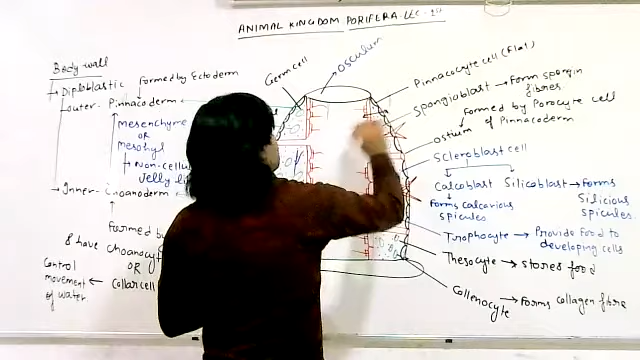 ANIMAL KINGDOM PORIFERA LEC-1st
Body wall
Diploblastic
formed by Ectoderm
outer- Pinnacoderm
Mesenchyme
OR
Mesohyl
Non-cellu
Jelly li
Inner- Choanoderm
formed by
& have choanocyt
OR
Collarcell
Control
movement
of water
Germ cell
Osculum
Pinnacocyte cell (Flat)
Spongioblast → Form spongin
fibres.
Ostium → formed by Porocyte cell
of Pinnacoderm
Scleroblast cell
Calcoblast
Silicoblast → Forms
Silicious
spicules.
Forms calcarious
spicules
Trophocyte → Provide food to
developing cells
Thesocyte → Stores food
Collenocyte → Forms collagen fibre